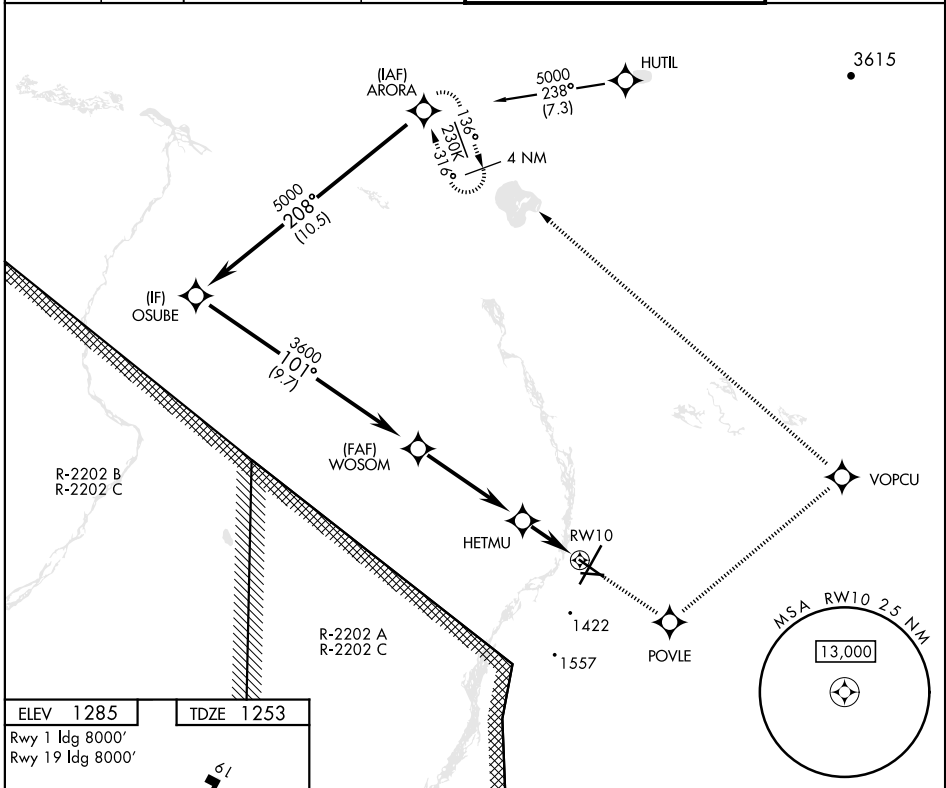 3615
HUTIL
5000
238°
(7.3)
(IAF)
ARORA
136°
230K
316°
4 NM
5000
208°
(10.5)
(IF)
OSUBE
3600
101°
(9.7)
(FAF)
WOSOM
R-2202 B
R-2202 C
VOPCU
HETMU
RW10
1422
1557
POVLE
R-2202 A
R-2202 C
MSA RW10 25 NM
13,000
ELEV 1285
TDZE 1253
Rwy 1 ldg 8000'
Rwy 19 ldg 8000'
19